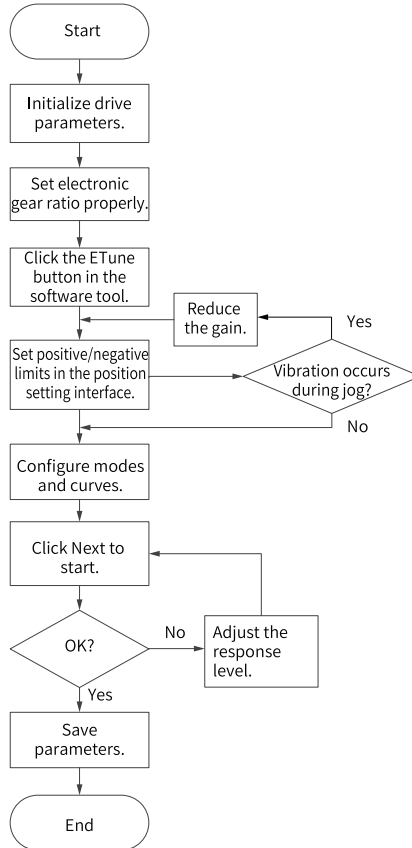 Start
Initialize drive
parameters.
Set electronic
gear ratio properly.
Click the ETune
button in the
software tool.
Reduce
the gain.
Yes
Set positive/negative
limits in the position
setting interface.
Vibration occurs
during jog?
No
Configure modes
and curves.
Click Next to
start.
OK?
No
Adjust the
response
level.
Yes
Save
parameters.
End